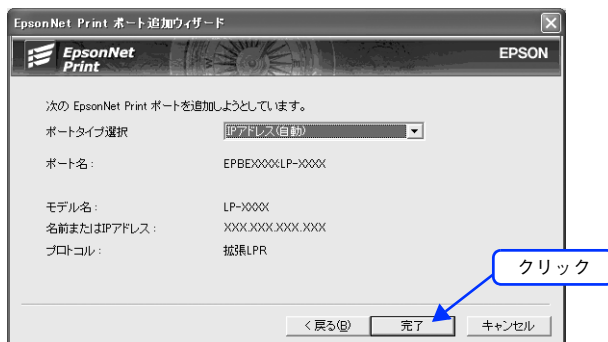 EpsonNet Print ポート追加ウィザード
EpsonNet
Print
EPSON
次の EpsonNet Print ポートを追加しようとしています。
ポートタイプ選択 IPアドレス(自動)
ポート名： EPBEXXXX:LP-XXXX
モデル名： LP-XXXX
名前またはIPアドレス： XXX.XXX.XXX.XXX
プロトコル： 拡張LPR
クリック
< 戻る(B) 完了 キャンセル